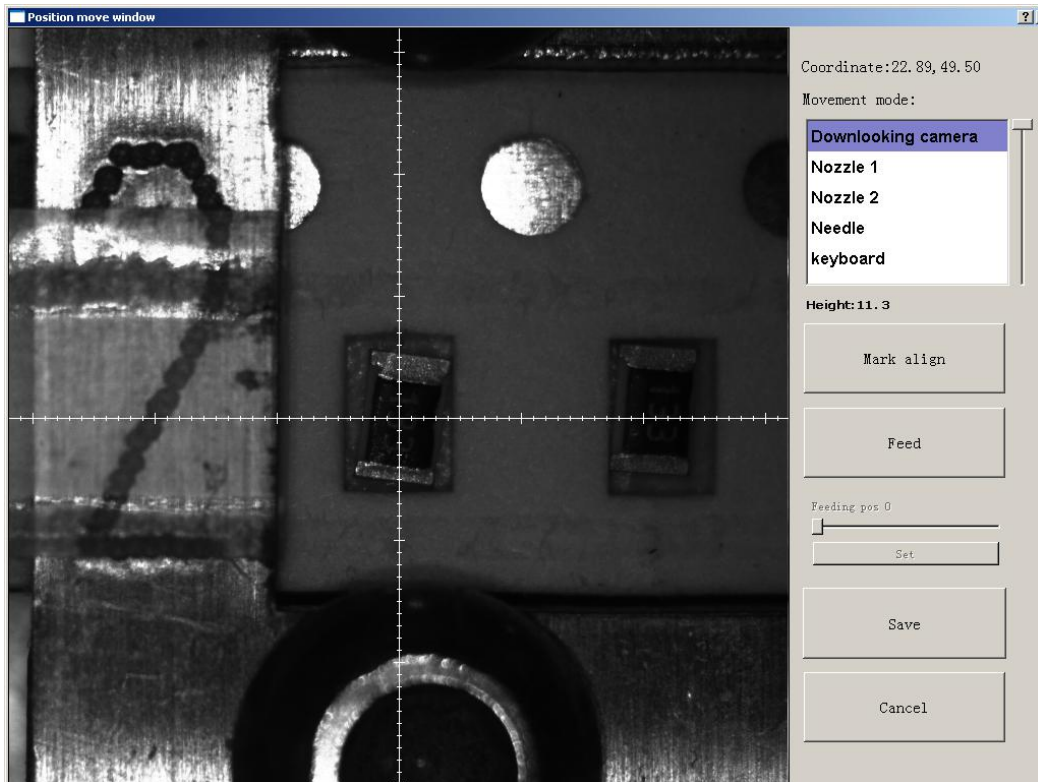 Position move window
?
Coordinate:22.89,49.50
Movement mode:
Downlooking camera
Nozzle 1
Nozzle 2
Needle
keyboard
Height:11.3
Mark align
Feed
Feeding pos 0
Set
Save
Cancel